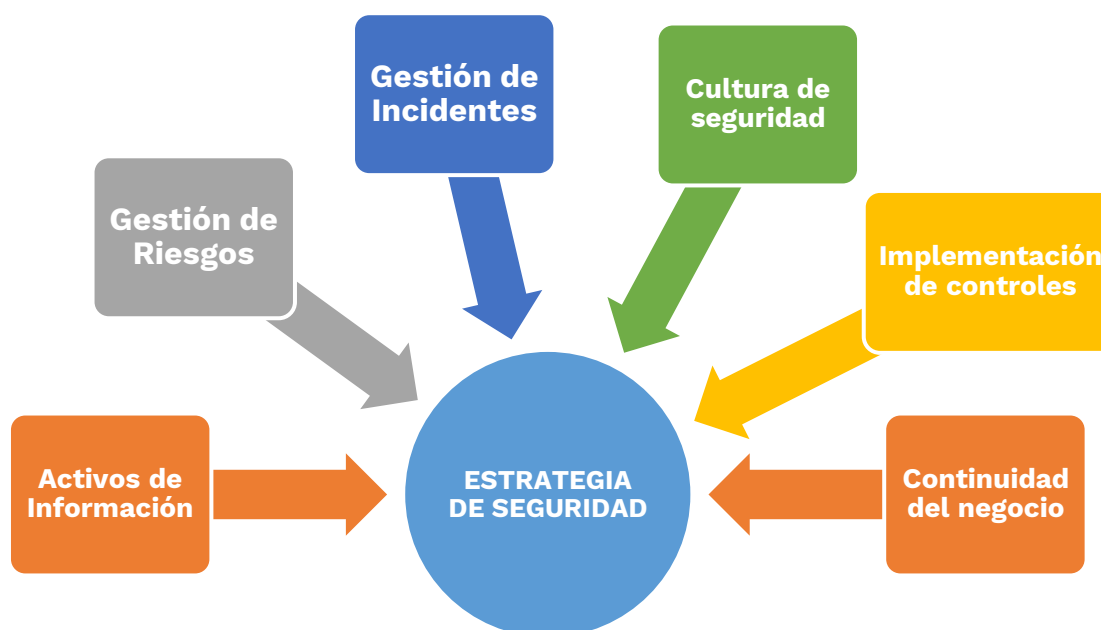 Gestión de
Incidentes
Cultura de
seguridad
Gestión de
Riesgos
Implementación
de controles
Activos de
Información
ESTRATEGIA
DE SEGURIDAD
Continuidad
del negocio